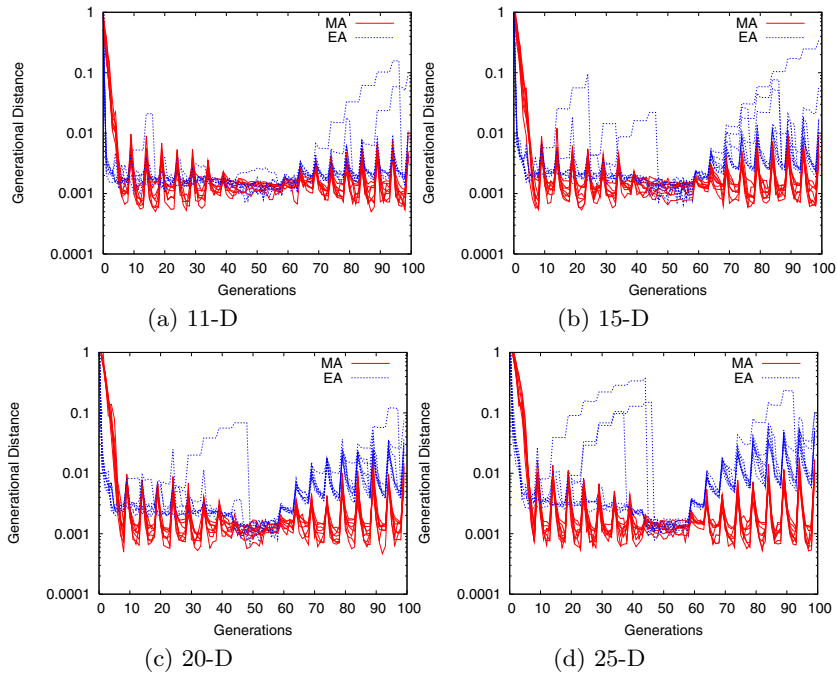 MA
EA
Generational Distance
1
0.1
0.01
0.001
0.0001
0 10 20 30 40 50 60 70 80 90 100
Generations
(a) 11-D
MA
EA
Generational Distance
1
0.1
0.01
0.001
0.0001
0 10 20 30 40 50 60 70 80 90 100
Generations
(b) 15-D
MA
EA
Generational Distance
1
0.1
0.01
0.001
0.0001
0 10 20 30 40 50 60 70 80 90 100
Generations
(c) 20-D
MA
EA
Generational Distance
1
0.1
0.01
0.001
0.0001
0 10 20 30 40 50 60 70 80 90 100
Generations
(d) 25-D